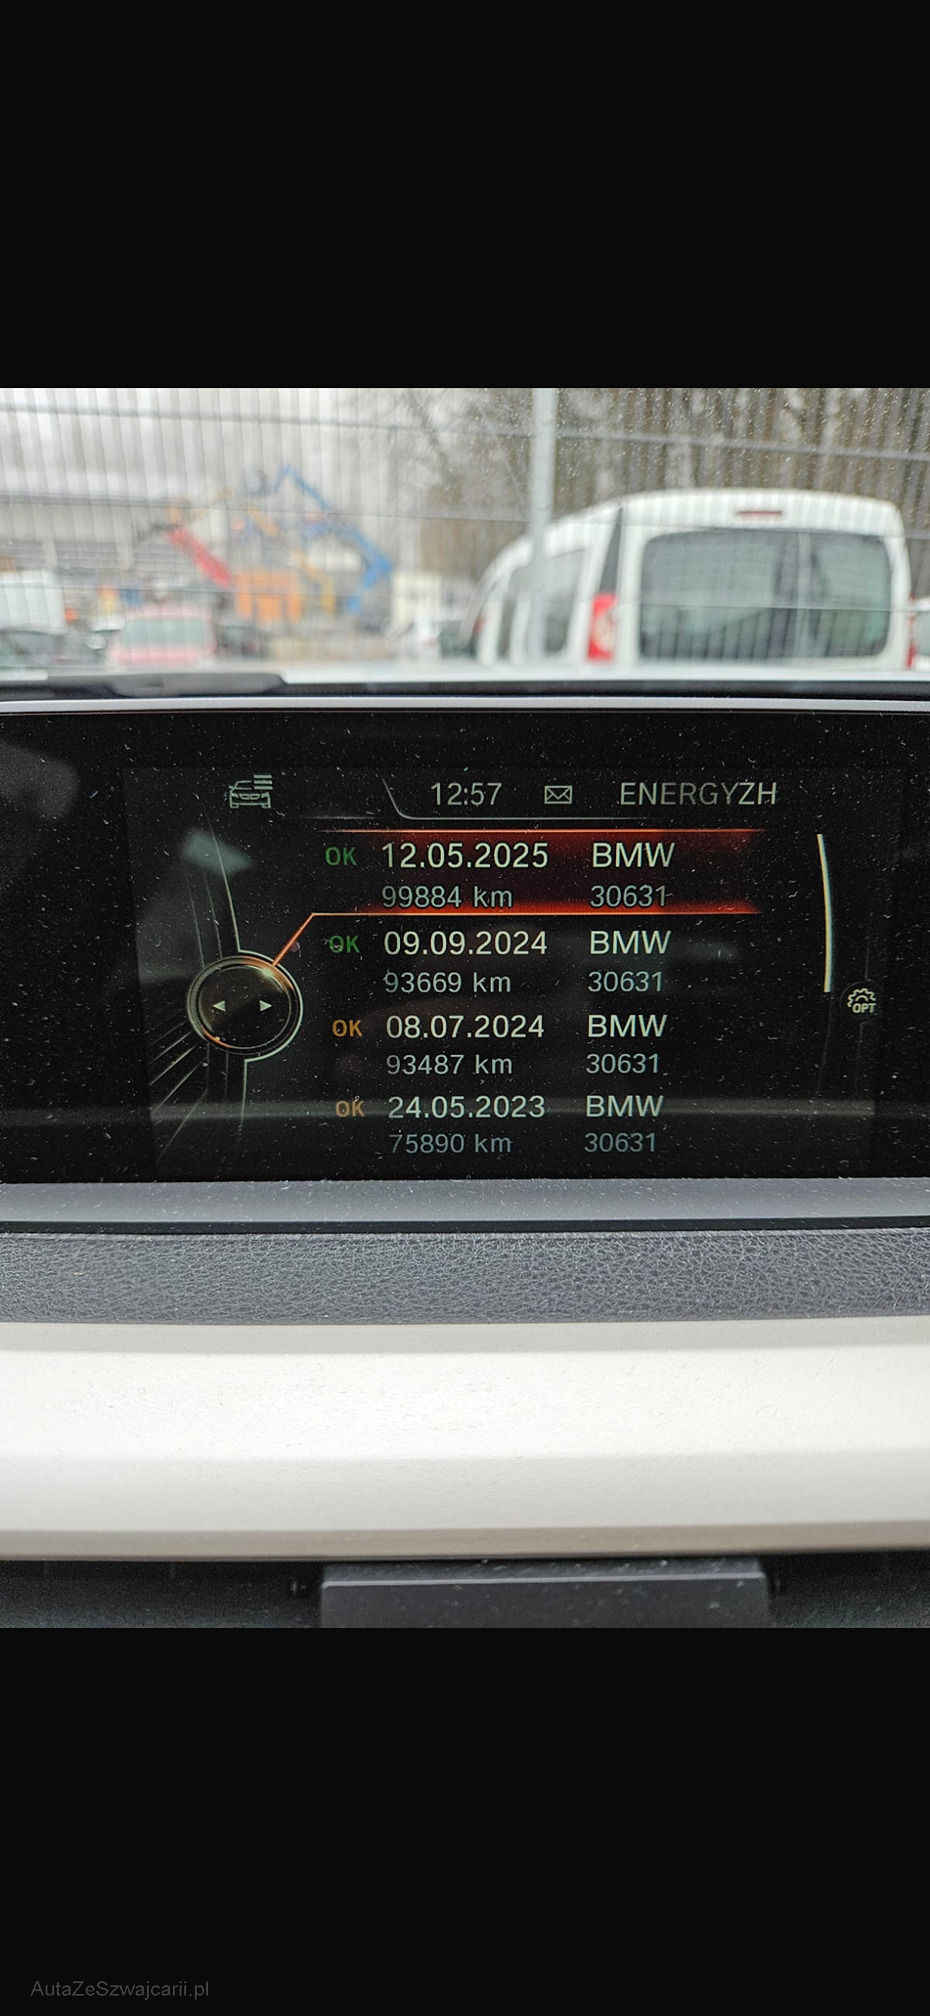 12:57 ENERGYZH
OK 12.05.2025 BMW
99884 km 30631
OK 09.09.2024 BMW
93669 km 30631
OPT
OK 08.07.2024 BMW
93487 km 30631
OK 24.05.2023 BMW
75890 km 30631
AutaZeSzwajcarii.pl